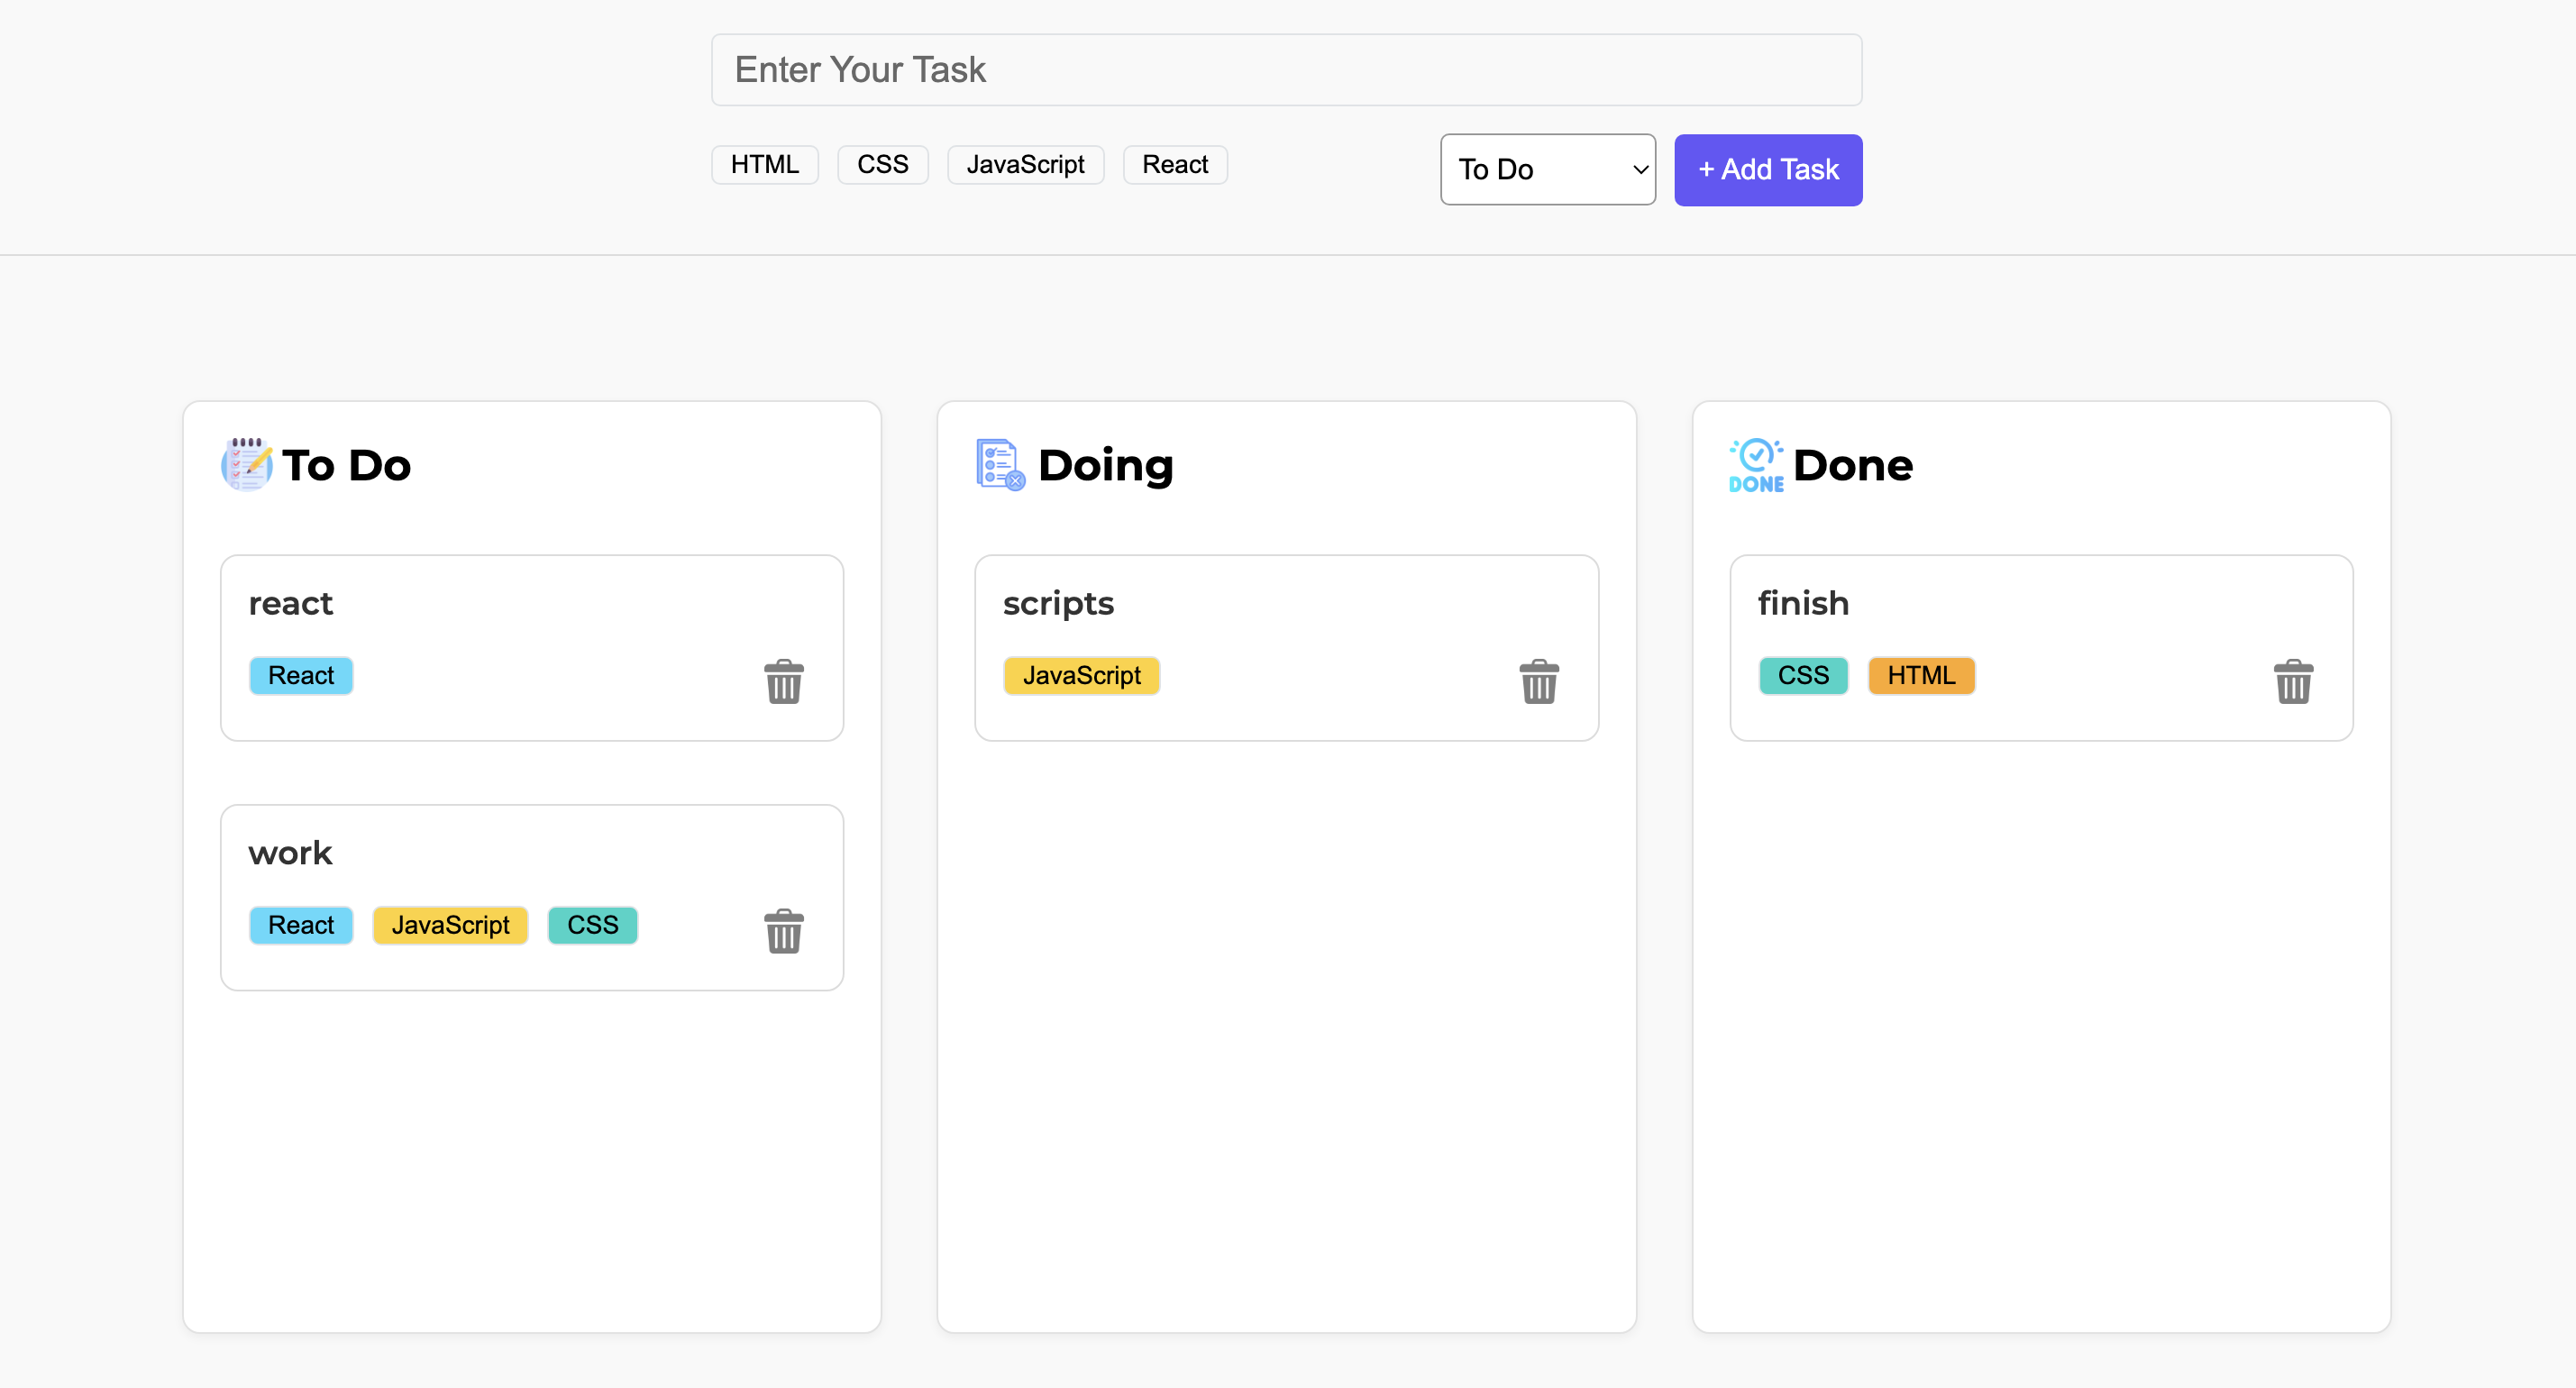 Enter Your Task
HTML CSS JavaScript React To Do + Add Task
To Do
react
React
work
React JavaScript CSS
Doing
scripts
JavaScript
DONE Done
finish
CSS HTML